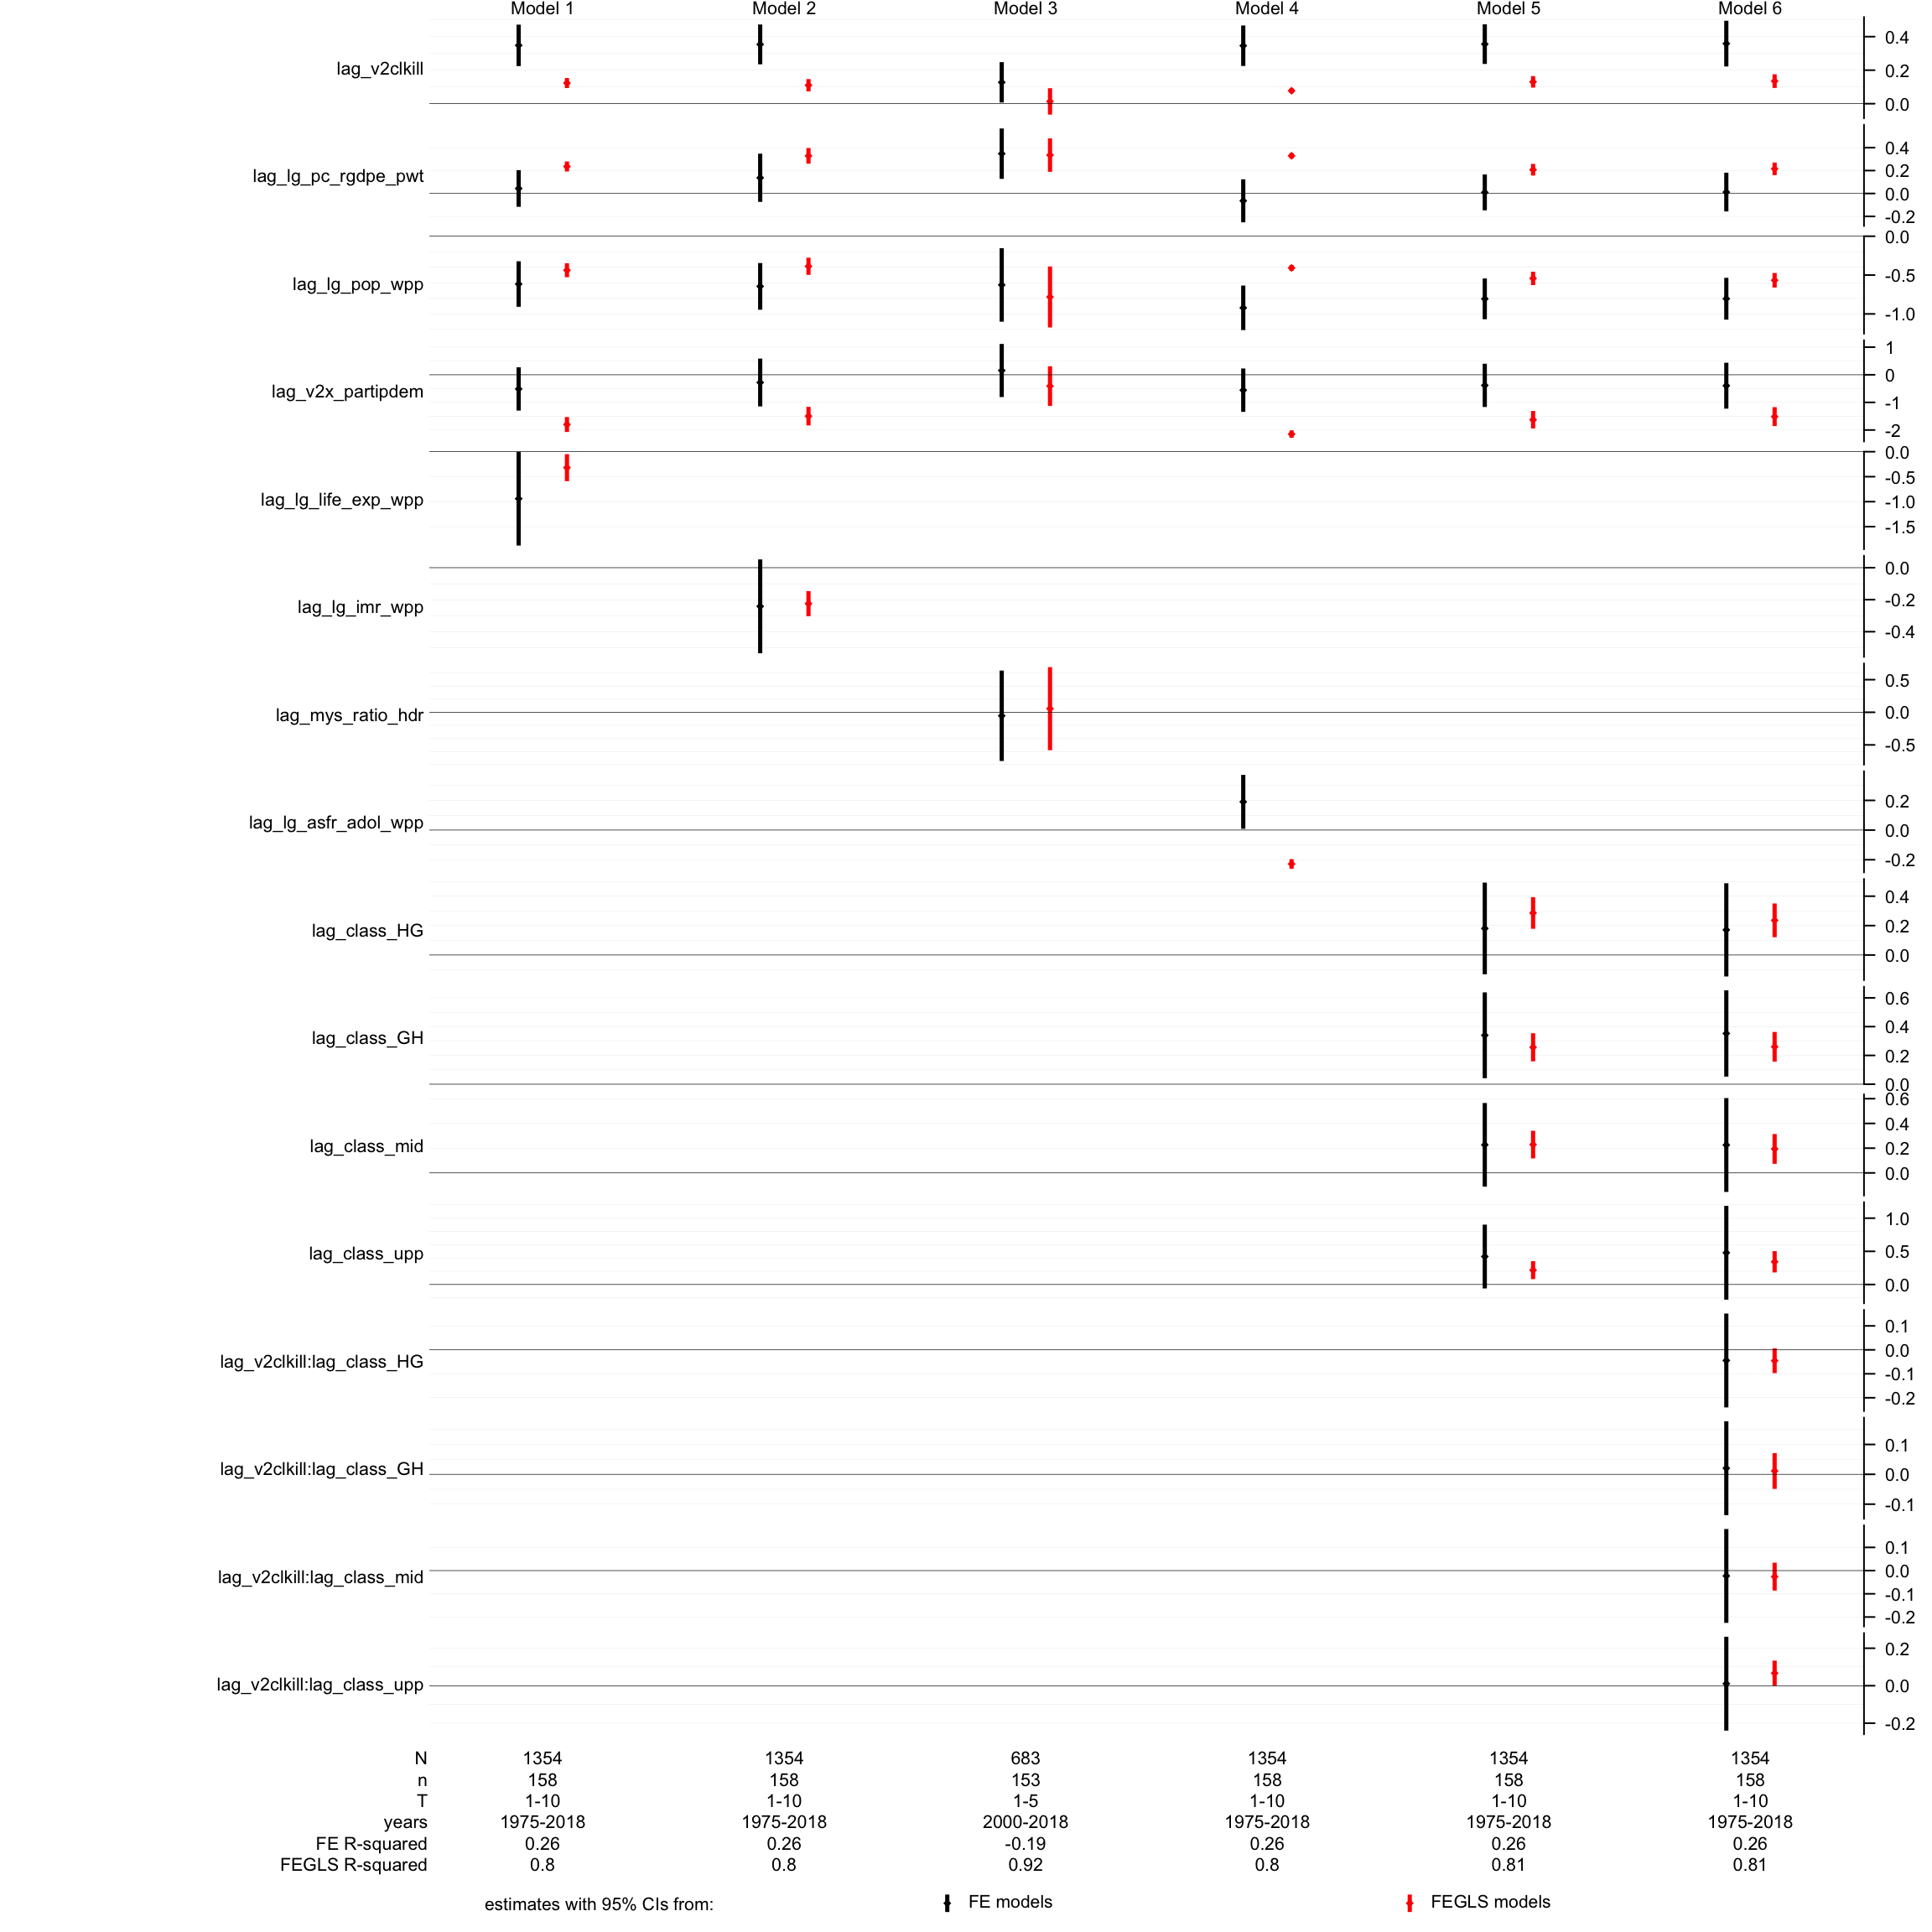 Model 1 Model 2 Model 3 Model 4 Model 5 Model 6
lag_v2clkill
0.4
0.2
0.0
lag_lg_pc_rgdpe_pwt
0.4
0.2
0.0
-0.2
lag_lg_pop_wpp
0.0
-0.5
-1.0
lag_v2x_partipdem
1
0
-1
-2
lag_lg_life_exp_wpp
0.0
-0.5
-1.0
-1.5
lag_lg_imr_wpp
0.0
-0.2
-0.4
lag_mys_ratio_hdr
0.5
0.0
-0.5
lag_lg_asfr_adol_wpp
0.2
0.0
-0.2
lag_class_HG
0.4
0.2
0.0
lag_class_GH
0.6
0.4
0.2
0.0
lag_class_mid
0.6
0.4
0.2
0.0
lag_class_upp
1.0
0.5
0.0
lag_v2clkill:lag_class_HG
0.1
0.0
-0.1
-0.2
lag_v2clkill:lag_class_GH
0.1
0.0
-0.1
lag_v2clkill:lag_class_mid
0.1
0.0
-0.1
-0.2
lag_v2clkill:lag_class_upp
0.2
0.0
-0.2
N 1354 1354 683 1354 1354 1354
n 158 158 153 158 158 158
T 1-10 1-10 1-5 1-10 1-10 1-10
years 1975-2018 1975-2018 2000-2018 1975-2018 1975-2018 1975-2018
FE R-squared 0.26 0.26 -0.19 0.26 0.26 0.26
FEGLS R-squared 0.8 0.8 0.92 0.8 0.81 0.81
estimates with 95% CIs from: FE models FEGLS models